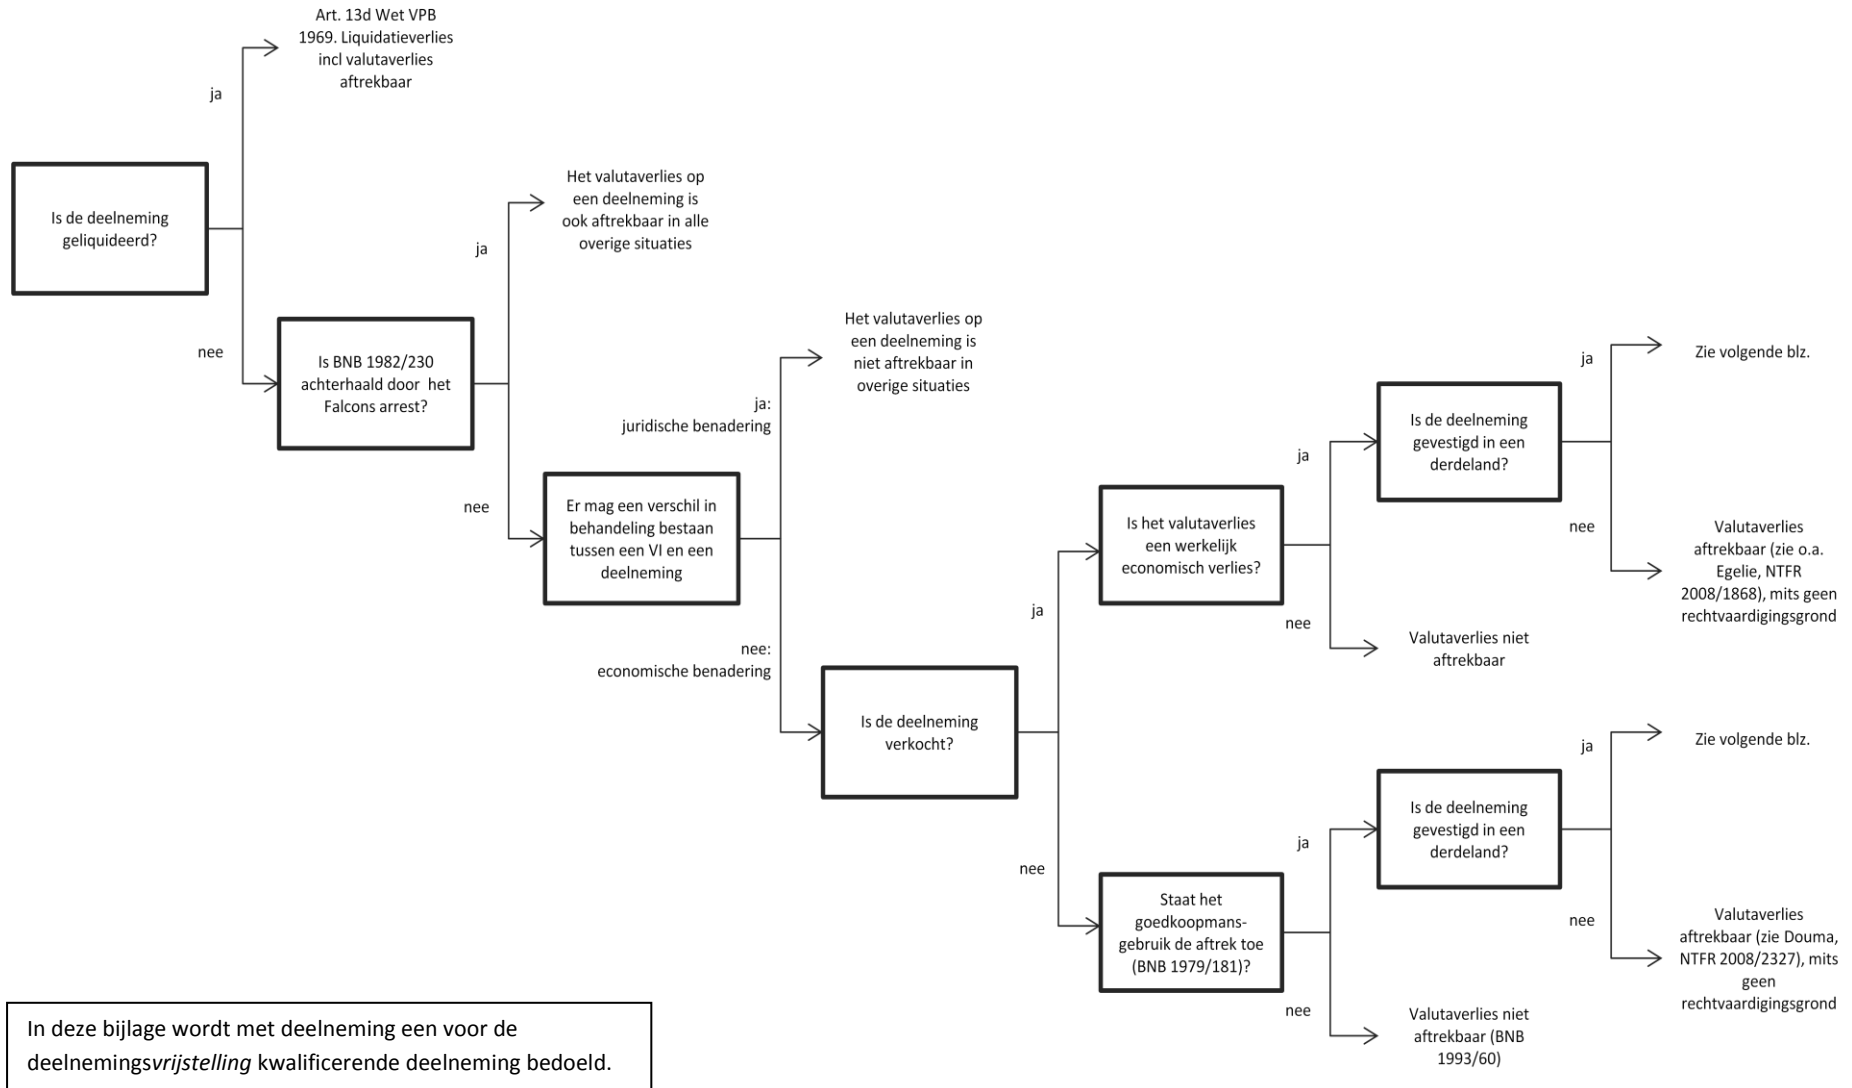 Art. 13d Wet VPB
1969. Liquidatieverlies
incl valutaverlies
aftrekbaar
ja
Is de deelneming
geliquideerd?
nee
Het valutaverlies op
een deelneming is
ook aftrekbaar in alle
overige situaties
ja
Is BNB 1982/230
achterhaald door het
Falcons arrest?
nee
Het valutaverlies op
een deelneming is
niet aftrekbaar in
overige situaties
ja:
juridische benadering
Er mag een verschil in
behandeling bestaan
tussen een VI en een
deelneming
nee:
economische benadering
Is de deelneming
verkocht?
ja
Is het valutaverlies
een werkelijk
economisch verlies?
ja
Is de deelneming
gevestigd in een
derdeland?
ja
Zie volgende blz.
nee
Valutaverlies
aftrekbaar (zie o.a.
Egelie, NTFR
2008/1868), mits geen
rechtvaardigingsgrond
nee
Valutaverlies niet
aftrekbaar
nee
Staat het
goedkoopmans-
gebruik de aftrek toe
(BNB 1979/181)?
ja
Is de deelneming
gevestigd in een
derdeland?
ja
Zie volgende blz.
nee
Valutaverlies
aftrekbaar (zie Douma,
NTFR 2008/2327), mits
geen
rechtvaardigingsgrond
nee
Valutaverlies niet
aftrekbaar (BNB
1993/60)
In deze bijlage wordt met deelneming een voor de
deelnemingsvrijstelling kwalificerende deelneming bedoeld.